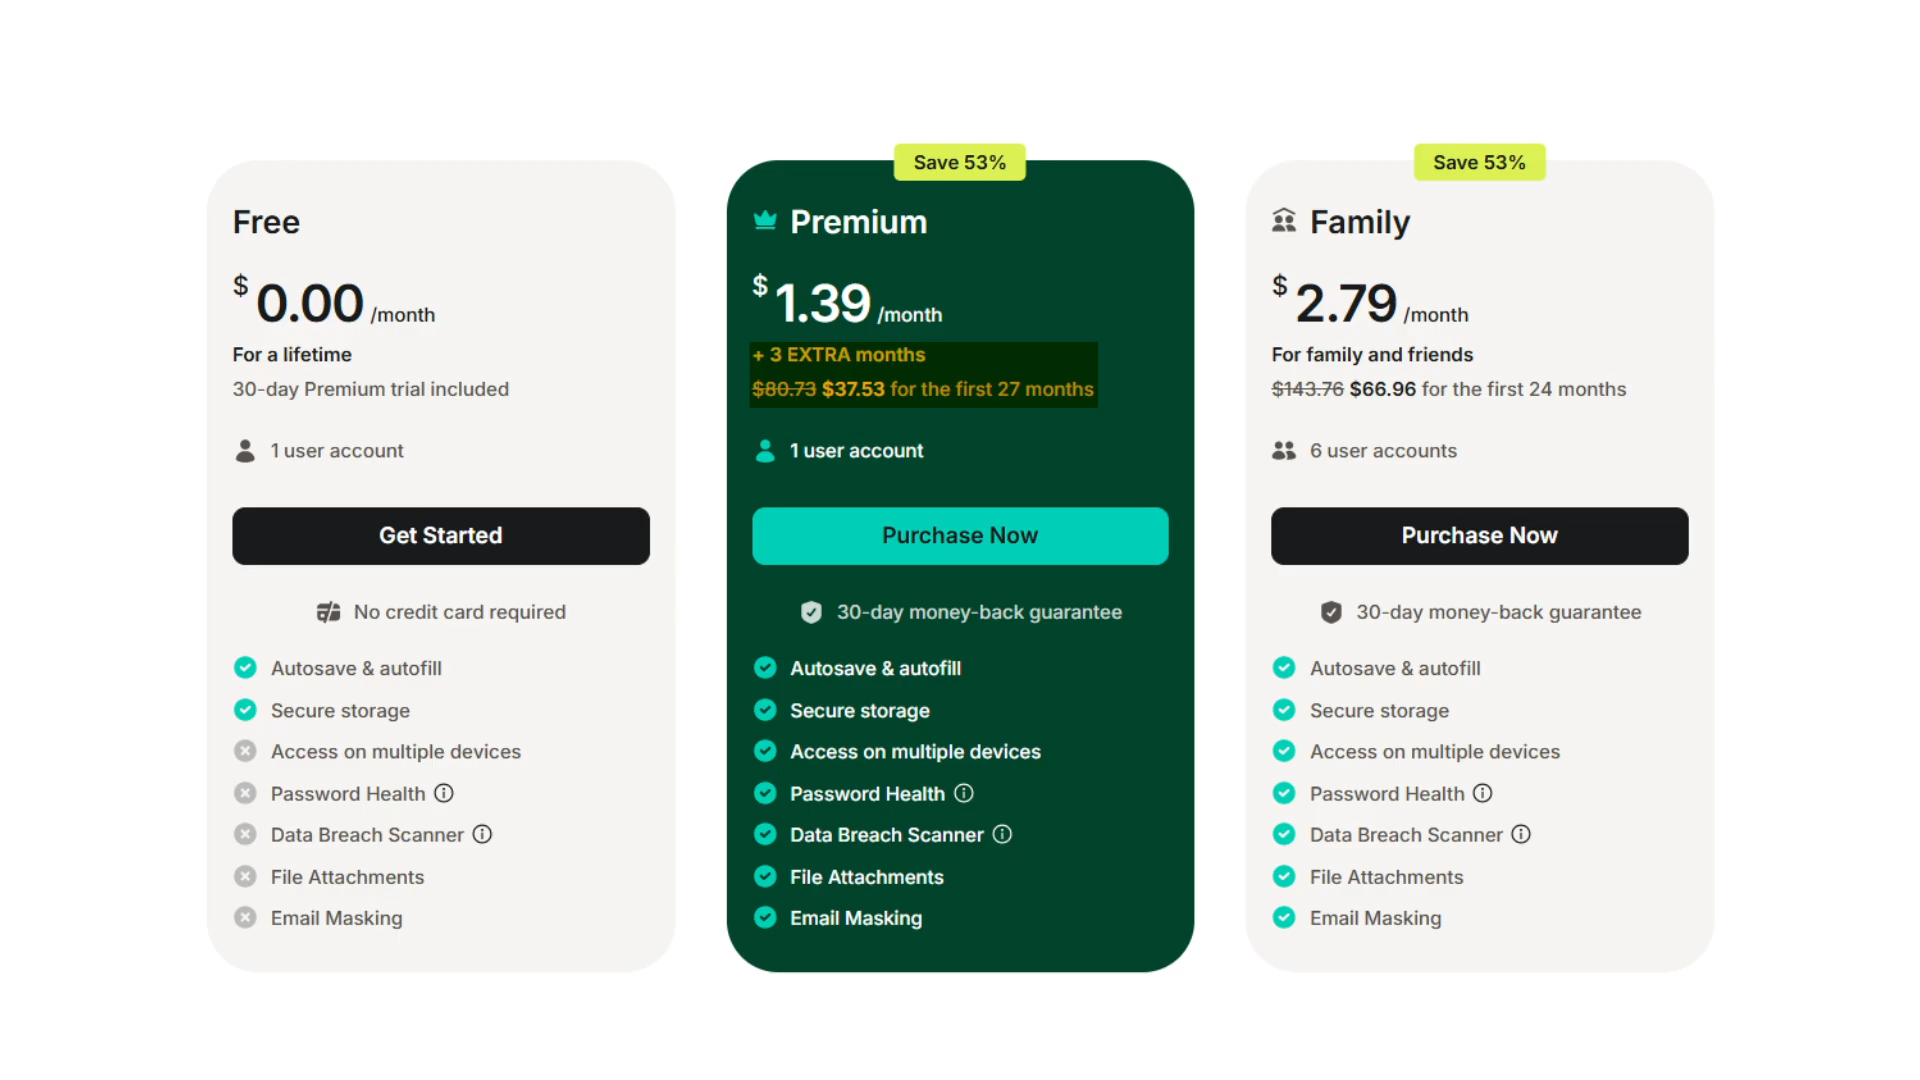 Free
$ 0.00 /month
For a lifetime
30-day Premium trial included
1 user account
Get Started
No credit card required
Autosave & autofill
Secure storage
Access on multiple devices
Password Health
Data Breach Scanner
File Attachments
Email Masking
Save 53%
Premium
$ 1.39 /month
+ 3 EXTRA months
$80.73 $37.53 for the first 27 months
1 user account
Purchase Now
30-day money-back guarantee
Autosave & autofill
Secure storage
Access on multiple devices
Password Health
Data Breach Scanner
File Attachments
Email Masking
Save 53%
Family
$ 2.79 /month
For family and friends
$143.76 $66.96 for the first 24 months
6 user accounts
Purchase Now
30-day money-back guarantee
Autosave & autofill
Secure storage
Access on multiple devices
Password Health
Data Breach Scanner
File Attachments
Email Masking